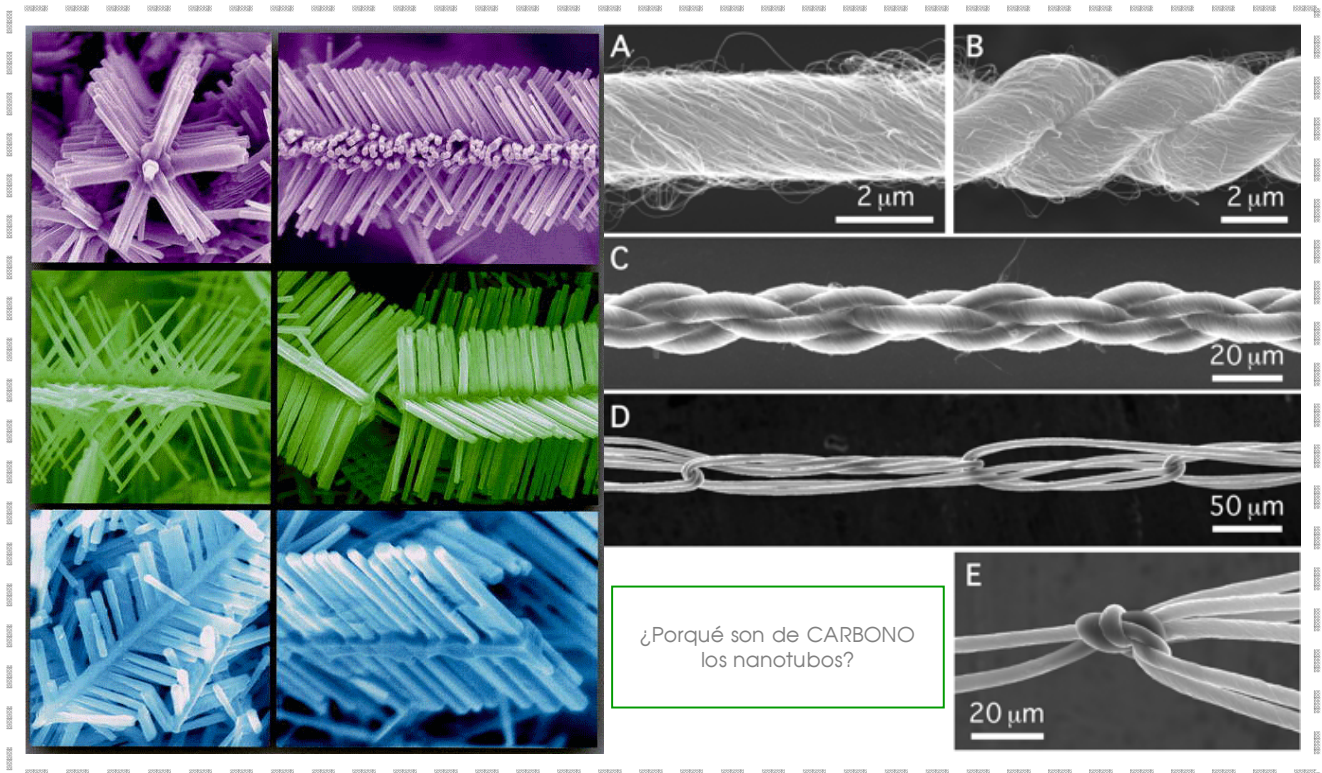 A
2 µm
B
2 µm
C
20 µm
D
50 µm
¿Porqué son de CARBONO
los nanotubos?
E
20 µm